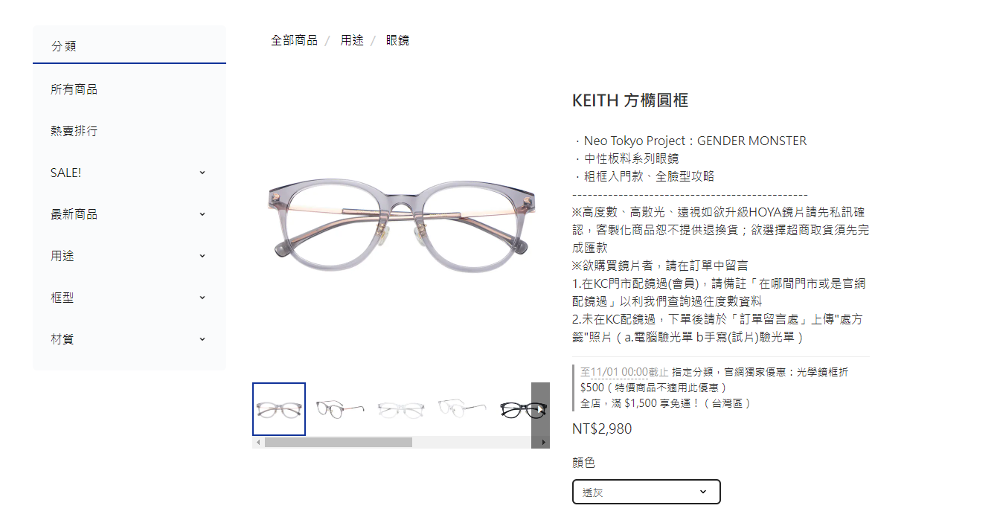 分類
所有商品
熱賣排行
SALE!
最新商品
用途
框型
材質
全部商品 / 用途 / 眼鏡
KEITH 方橢圓框
．Neo Tokyo Project：GENDER MONSTER
．中性板料系列眼鏡
．粗框入門款、全臉型攻略
----------------------------------------------
※高度數、高散光、遠視如欲升級HOYA鏡片請先私訊確
認，客製化商品恕不提供退換貨；欲選擇超商取貨須先完
成匯款
※欲購買鏡片者，請在訂單中留言
1.在KC門市配鏡過(會員)，請備註「在哪間門市或是官網
配鏡過」以利我們查詢過往度數資料
2.未在KC配鏡過，下單後請於「訂單留言處」上傳"處方
籤"照片（a.電腦驗光單 b手寫(試片)驗光單）
至11/01 00:00截止 指定分類，官網獨家優惠：光學鏡框折
$500（特價商品不適用此優惠）
全店，滿 $1,500 享免運！（台灣區）
NT$2,980
顏色
透灰